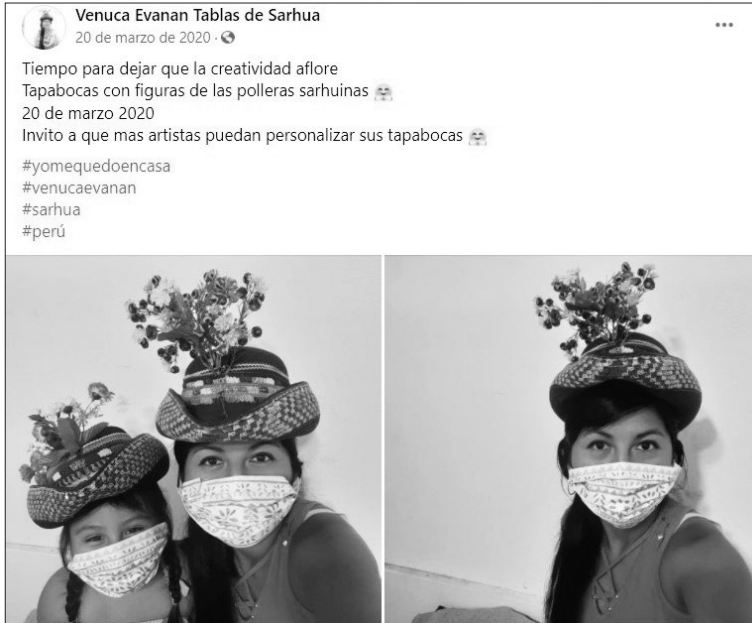 Venuca Evanan Tablas de Sarhua
20 de marzo de 2020 ·
Tiempo para dejar que la creatividad aflore
Tapabocas con figuras de las polleras sarhuinas 🤗
20 de marzo 2020
Invito a que mas artistas puedan personalizar sus tapabocas 🤗
#yomequedoencasa
#venucaevanan
#sarhua
#perú